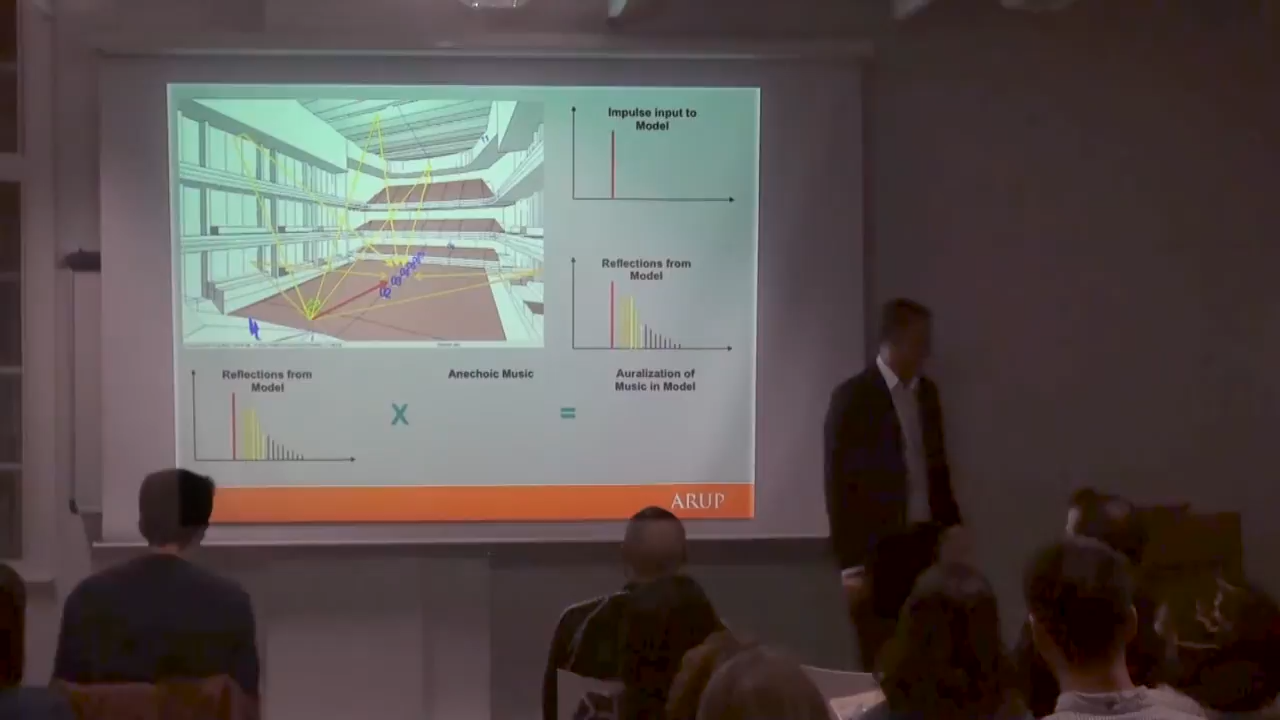 Impulse input to
Model
Reflections from
Model
Reflections from
Model
Anechoic Music
Auralization of
Music in Model
X
=
ARUP